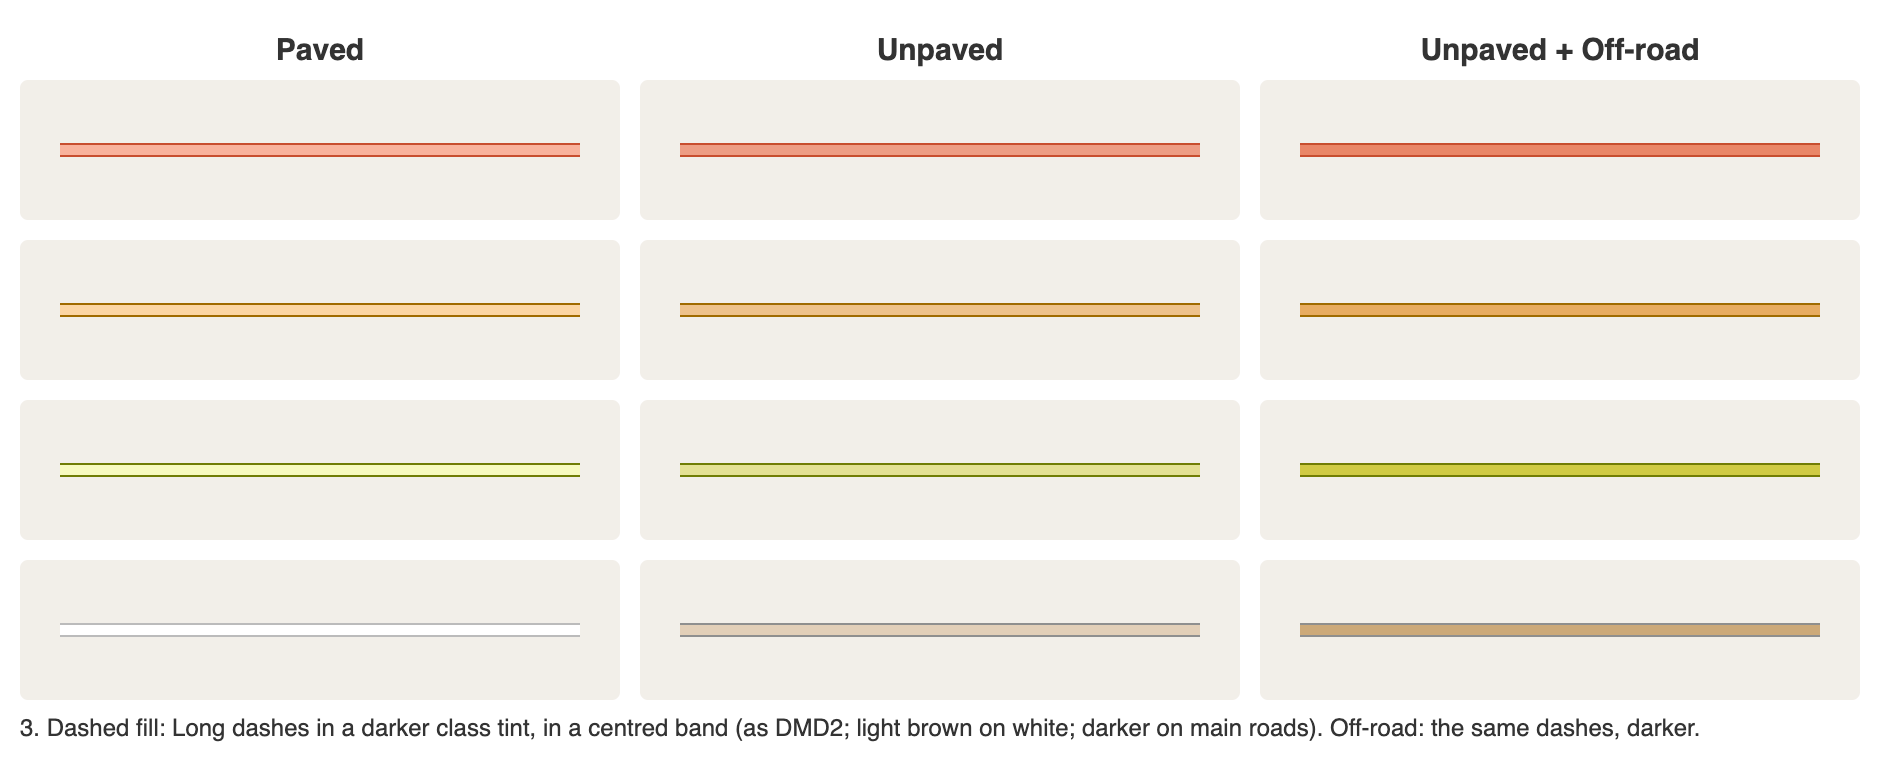 Paved
Unpaved
Unpaved + Off-road
3. Dashed fill: Long dashes in a darker class tint, in a centred band (as DMD2; light brown on white; darker on main roads). Off-road: the same dashes, darker.